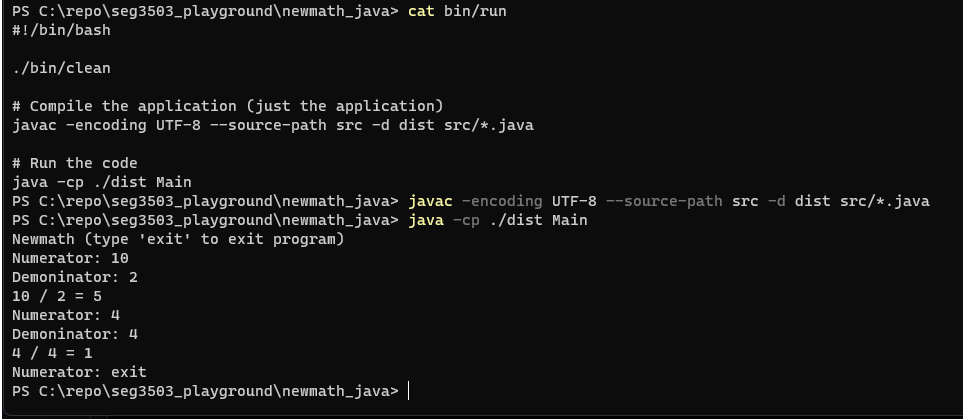 PS C:\repo\seg3503_playground\newmath_java> cat bin/run
#!/bin/bash
./bin/clean
# Compile the application (just the application)
javac -encoding UTF-8 --source-path src -d dist src/*.java
# Run the code
java -cp ./dist Main
PS C:\repo\seg3503_playground\newmath_java> javac -encoding UTF-8 --source-path src -d dist src/*.java
PS C:\repo\seg3503_playground\newmath_java> java -cp ./dist Main
Newmath (type 'exit' to exit program)
Numerator: 10
Demoninator: 2
10 / 2 = 5
Numerator: 4
Demoninator: 4
4 / 4 = 1
Numerator: exit
PS C:\repo\seg3503_playground\newmath_java>